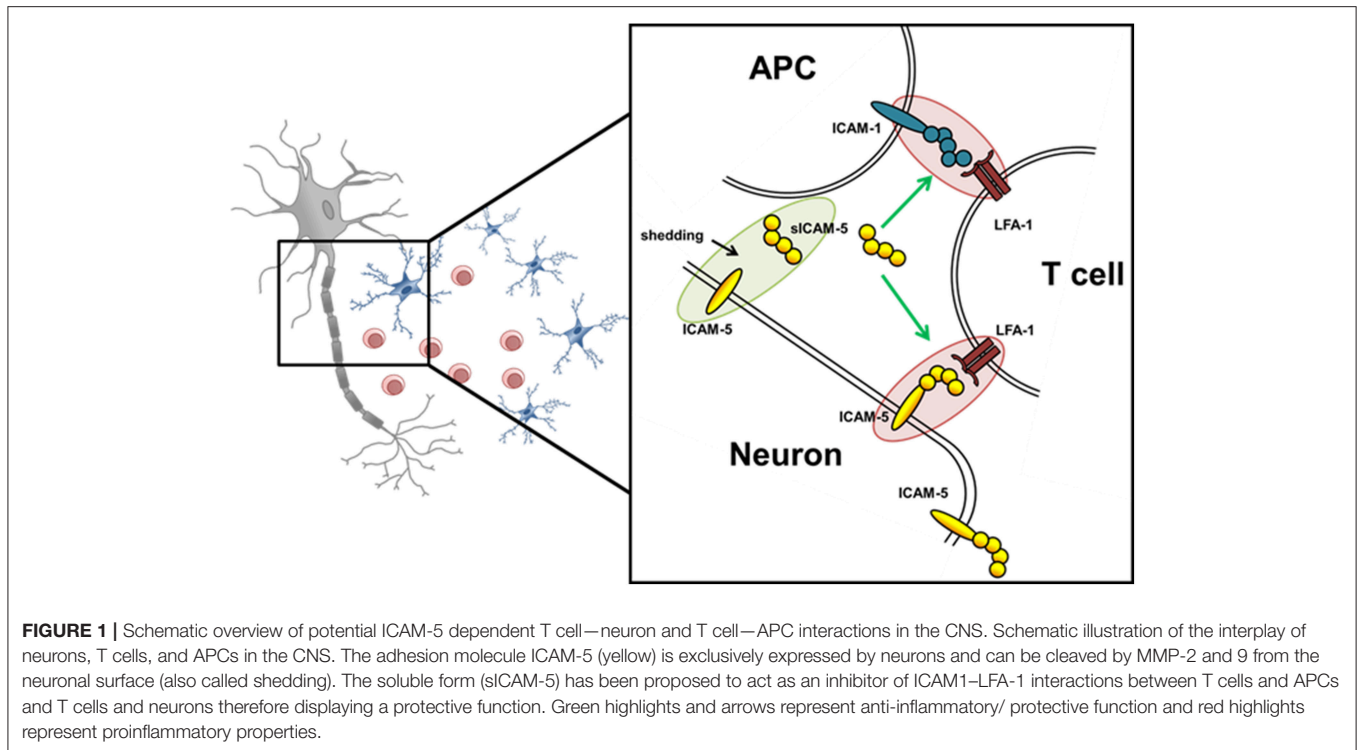 APC
ICAM-1
LFA-1
shedding
sICAM-5
T cell
ICAM-5
LFA-1
ICAM-5
Neuron
ICAM-5
FIGURE 1 | Schematic overview of potential ICAM-5 dependent T cell—neuron and T cell—APC interactions in the CNS. Schematic illustration of the interplay of
neurons, T cells, and APCs in the CNS. The adhesion molecule ICAM-5 (yellow) is exclusively expressed by neurons and can be cleaved by MMP-2 and 9 from the
neuronal surface (also called shedding). The soluble form (sICAM-5) has been proposed to act as an inhibitor of ICAM1–LFA-1 interactions between T cells and APCs
and T cells and neurons therefore displaying a protective function. Green highlights and arrows represent anti-inflammatory/ protective function and red highlights
represent proinflammatory properties.